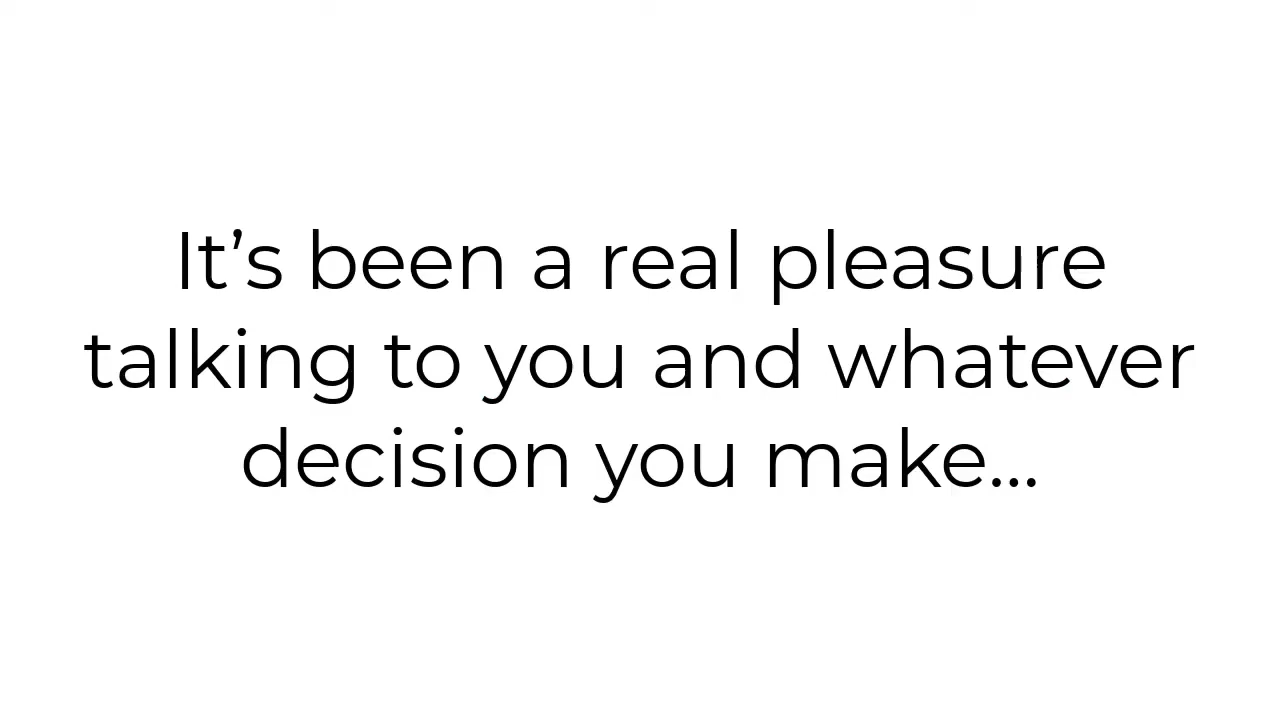 It’s been a real pleasure
talking to you and whatever
decision you make...